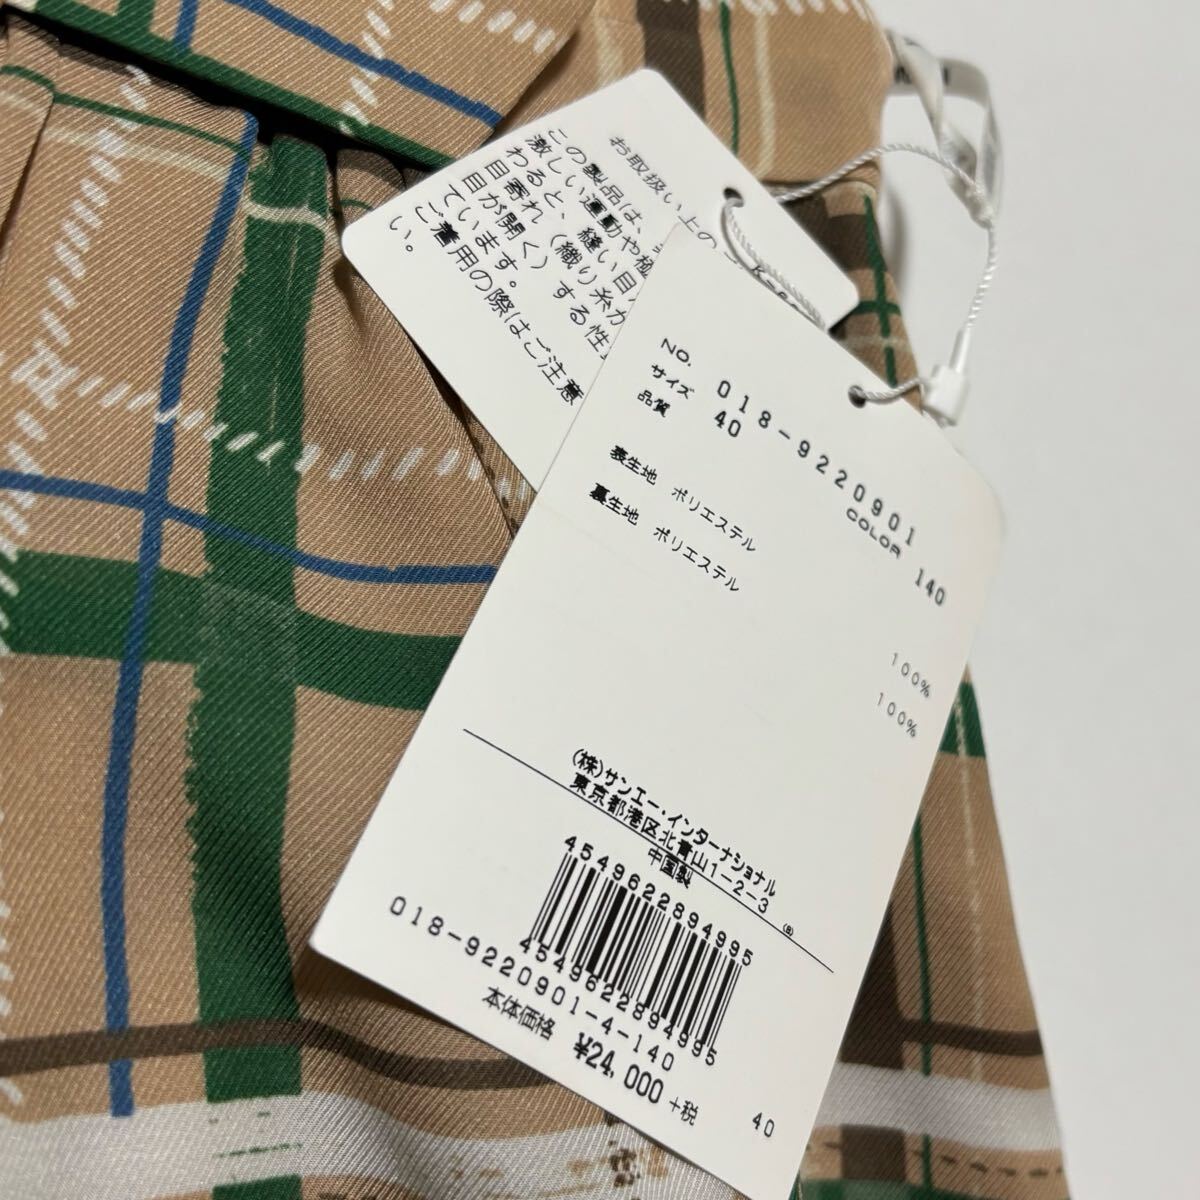 お取扱い上の
この製品は、
激しい運動や極
わると、縫い目
目寄れ(織り糸が
目が開く)する性
ています。
ご着用の際はご注意
い。
NO. 018-9220901
サイズ 40 COLOR 140
品質
表生地 ポリエステル 100%
裏生地 ポリエステル 100%
(株)サンエー・インターナショナル
東京都港区北青山1-2-3
中国製 (B)
4549622894995
4549622894995
018-9220901-4-140
本体価格 ¥24,000 +税
40